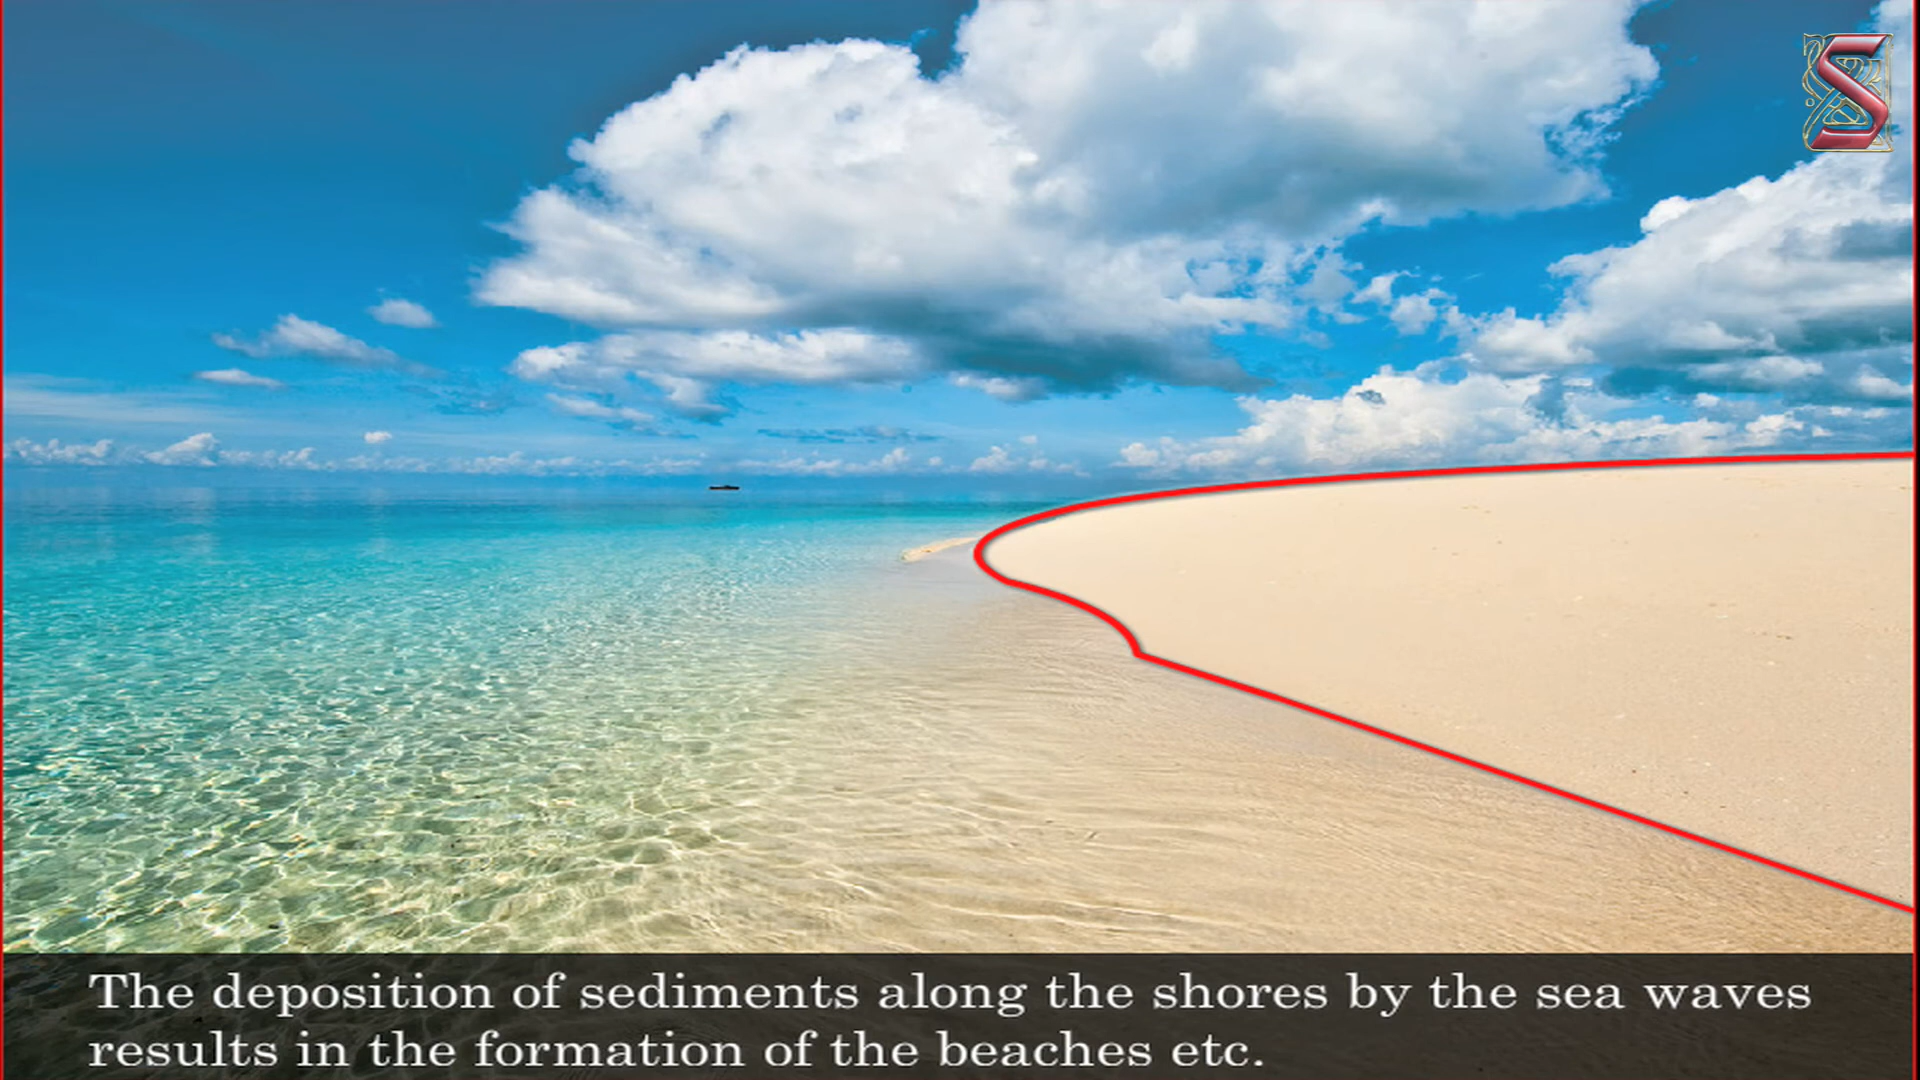 S
The deposition of sediments along the shores by the sea waves
results in the formation of the beaches etc.